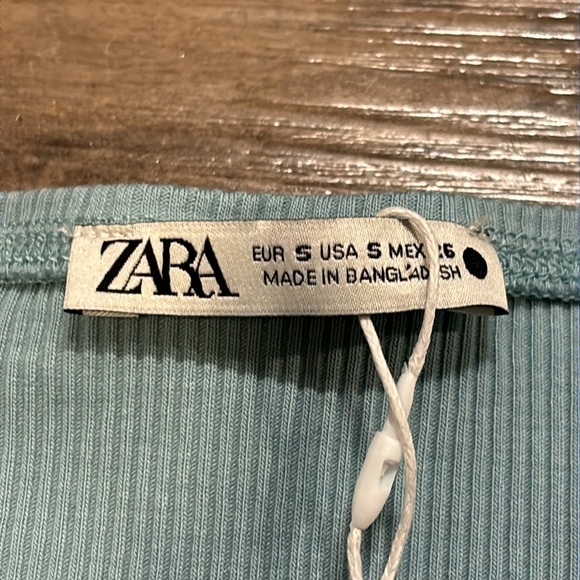 ZARA
EUR S USA S MEX 26
MADE IN BANGLADESH